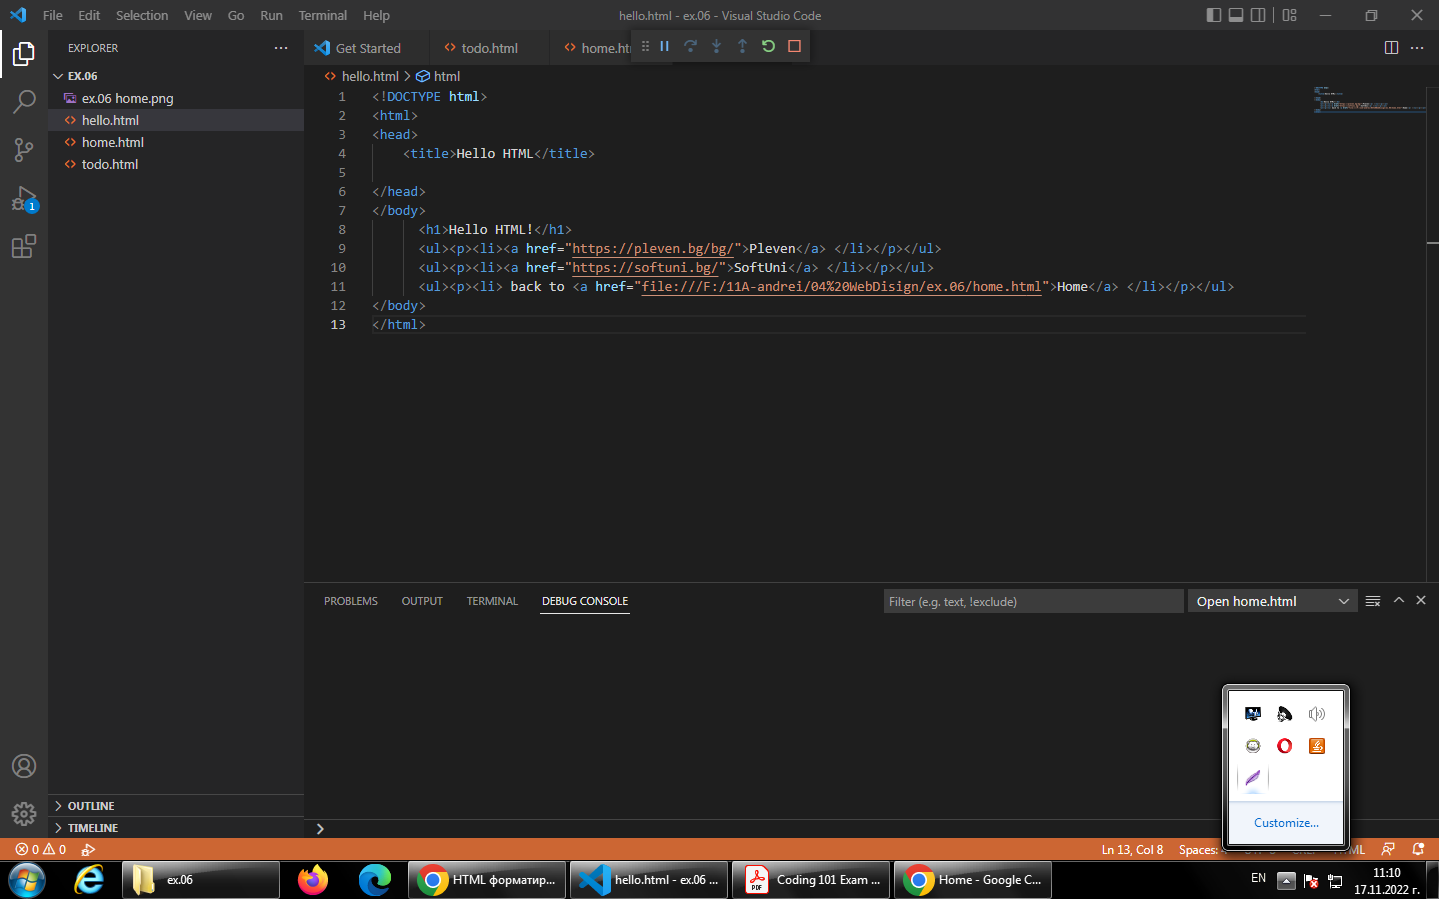 File Edit Selection View Go Run Terminal Help hello.html - ex.06 - Visual Studio Code
EXPLORER
Get Started
todo.html
EX.06
ex.06 home.png
hello.html
home.html
todo.html
1
OUTLINE
TIMELINE
hello.html > html
1 <!DOCTYPE html>
2 <html>
3 <head>
4 <title>Hello HTML</title>
5
6 </head>
7 </body>
8 <h1>Hello HTML!</h1>
9 <ul><p><li><a href="https://pleven.bg/bg/">Pleven</a> </li></p></ul>
10 <ul><p><li><a href="https://softuni.bg/">SoftUni</a> </li></p></ul>
11 <ul><p><li> back to <a href="file:///F:/11A-andrei/04%20WebDisign/ex.06/home.html">Home</a> </li></p></ul>
12 </body>
13 </html>
PROBLEMS OUTPUT TERMINAL DEBUG CONSOLE
Filter (e.g. text, !exclude)
Open home.html
Customize...
0 0
Ln 13, Col 8 Spaces:
ex.06
HTML форматир...
hello.html - ex.06 ...
PDF
Coding 101 Exam ...
Home - Google C...
EN
11:10
17.11.2022 г.